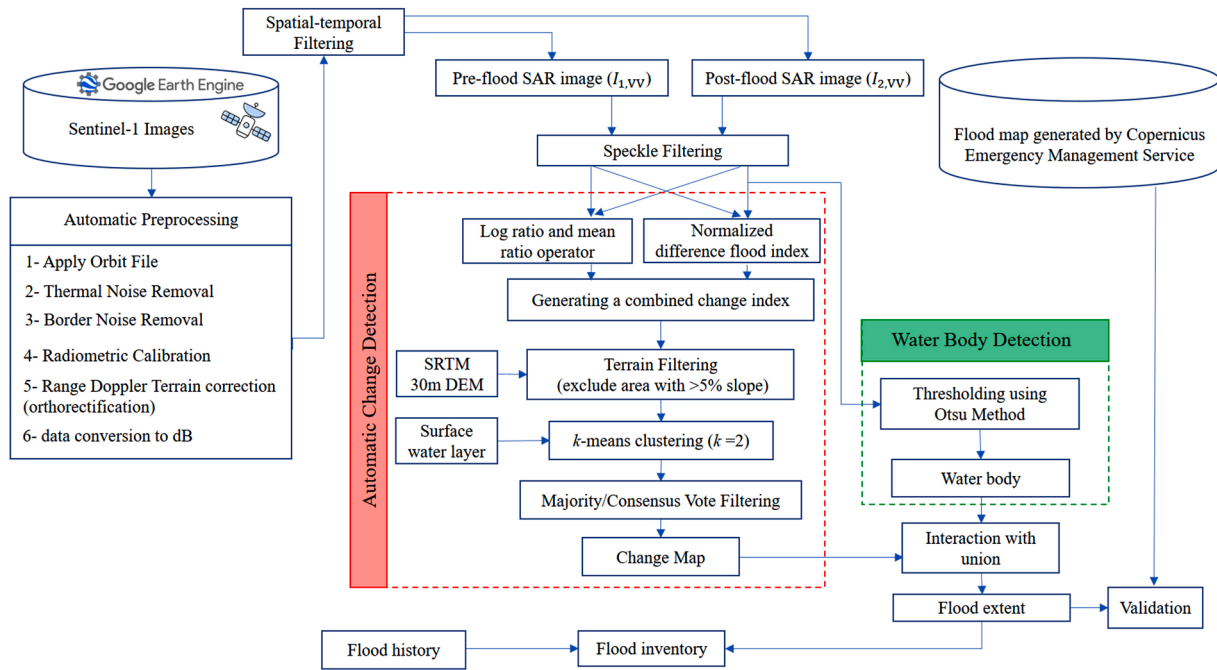 Spatial-temporal
Filtering
Google Earth Engine
Sentinel-1 Images
Pre-flood SAR image (I1,VV)
Post-flood SAR image (I2,VV)
Flood map generated by Copernicus
Emergency Management Service
Speckle Filtering
Automatic Preprocessing
1- Apply Orbit File
2- Thermal Noise Removal
3- Border Noise Removal
4- Radiometric Calibration
5- Range Doppler Terrain correction
(orthorectification)
6- data conversion to dB
Automatic Change Detection
Log ratio and mean
ratio operator
Normalized
difference flood index
Generating a combined change index
SRTM
30m DEM
Terrain Filtering
(exclude area with >5% slope)
Surface
water layer
k-means clustering (k =2)
Majority/Consensus Vote Filtering
Change Map
Water Body Detection
Thresholding using
Otsu Method
Water body
Interaction with
union
Flood extent
Validation
Flood history
Flood inventory